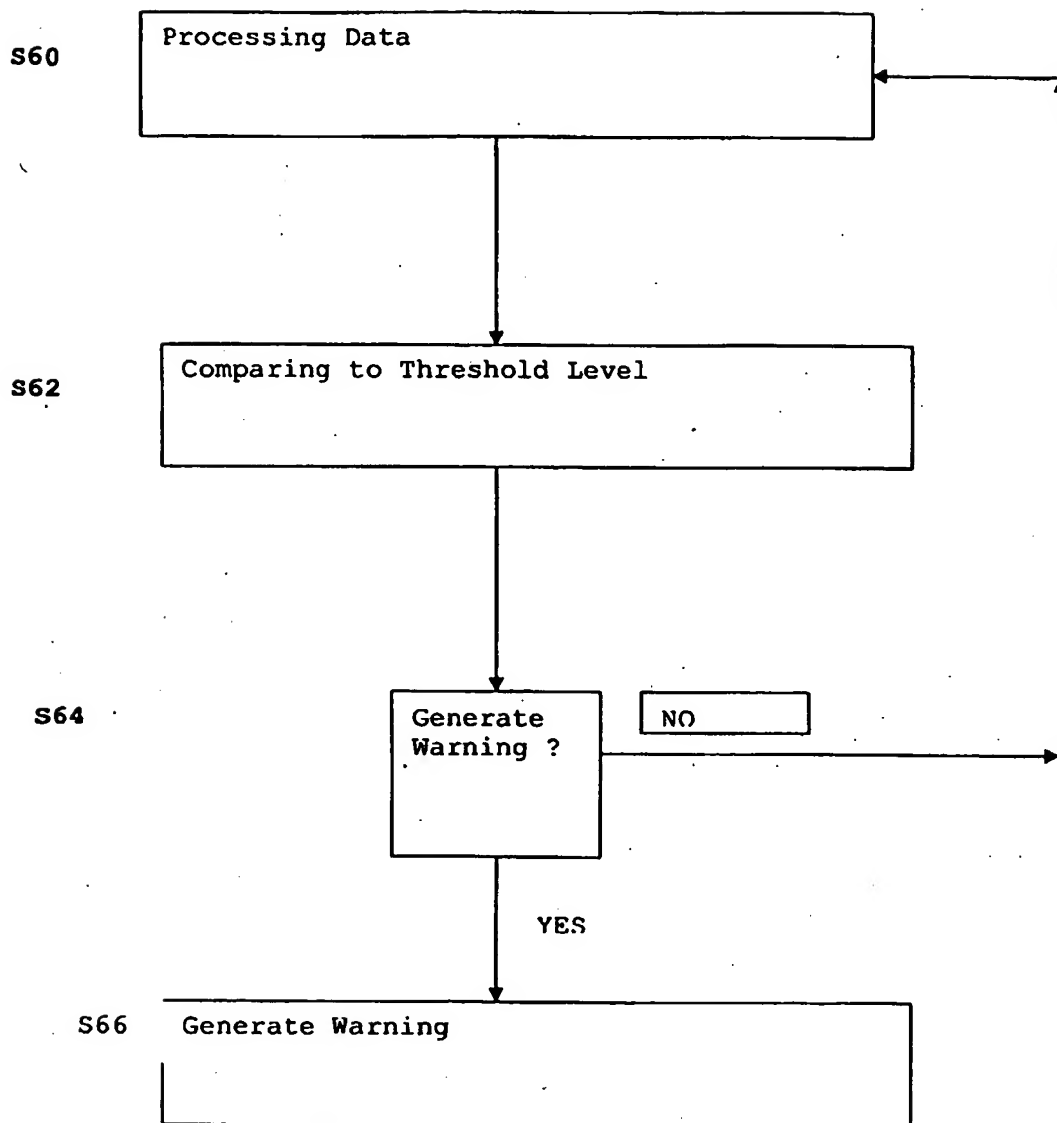 Processing Data
S60
Comparing to Threshold Level
S62
S64
Generate
Warning ?
NO
YES
S66
Generate Warning